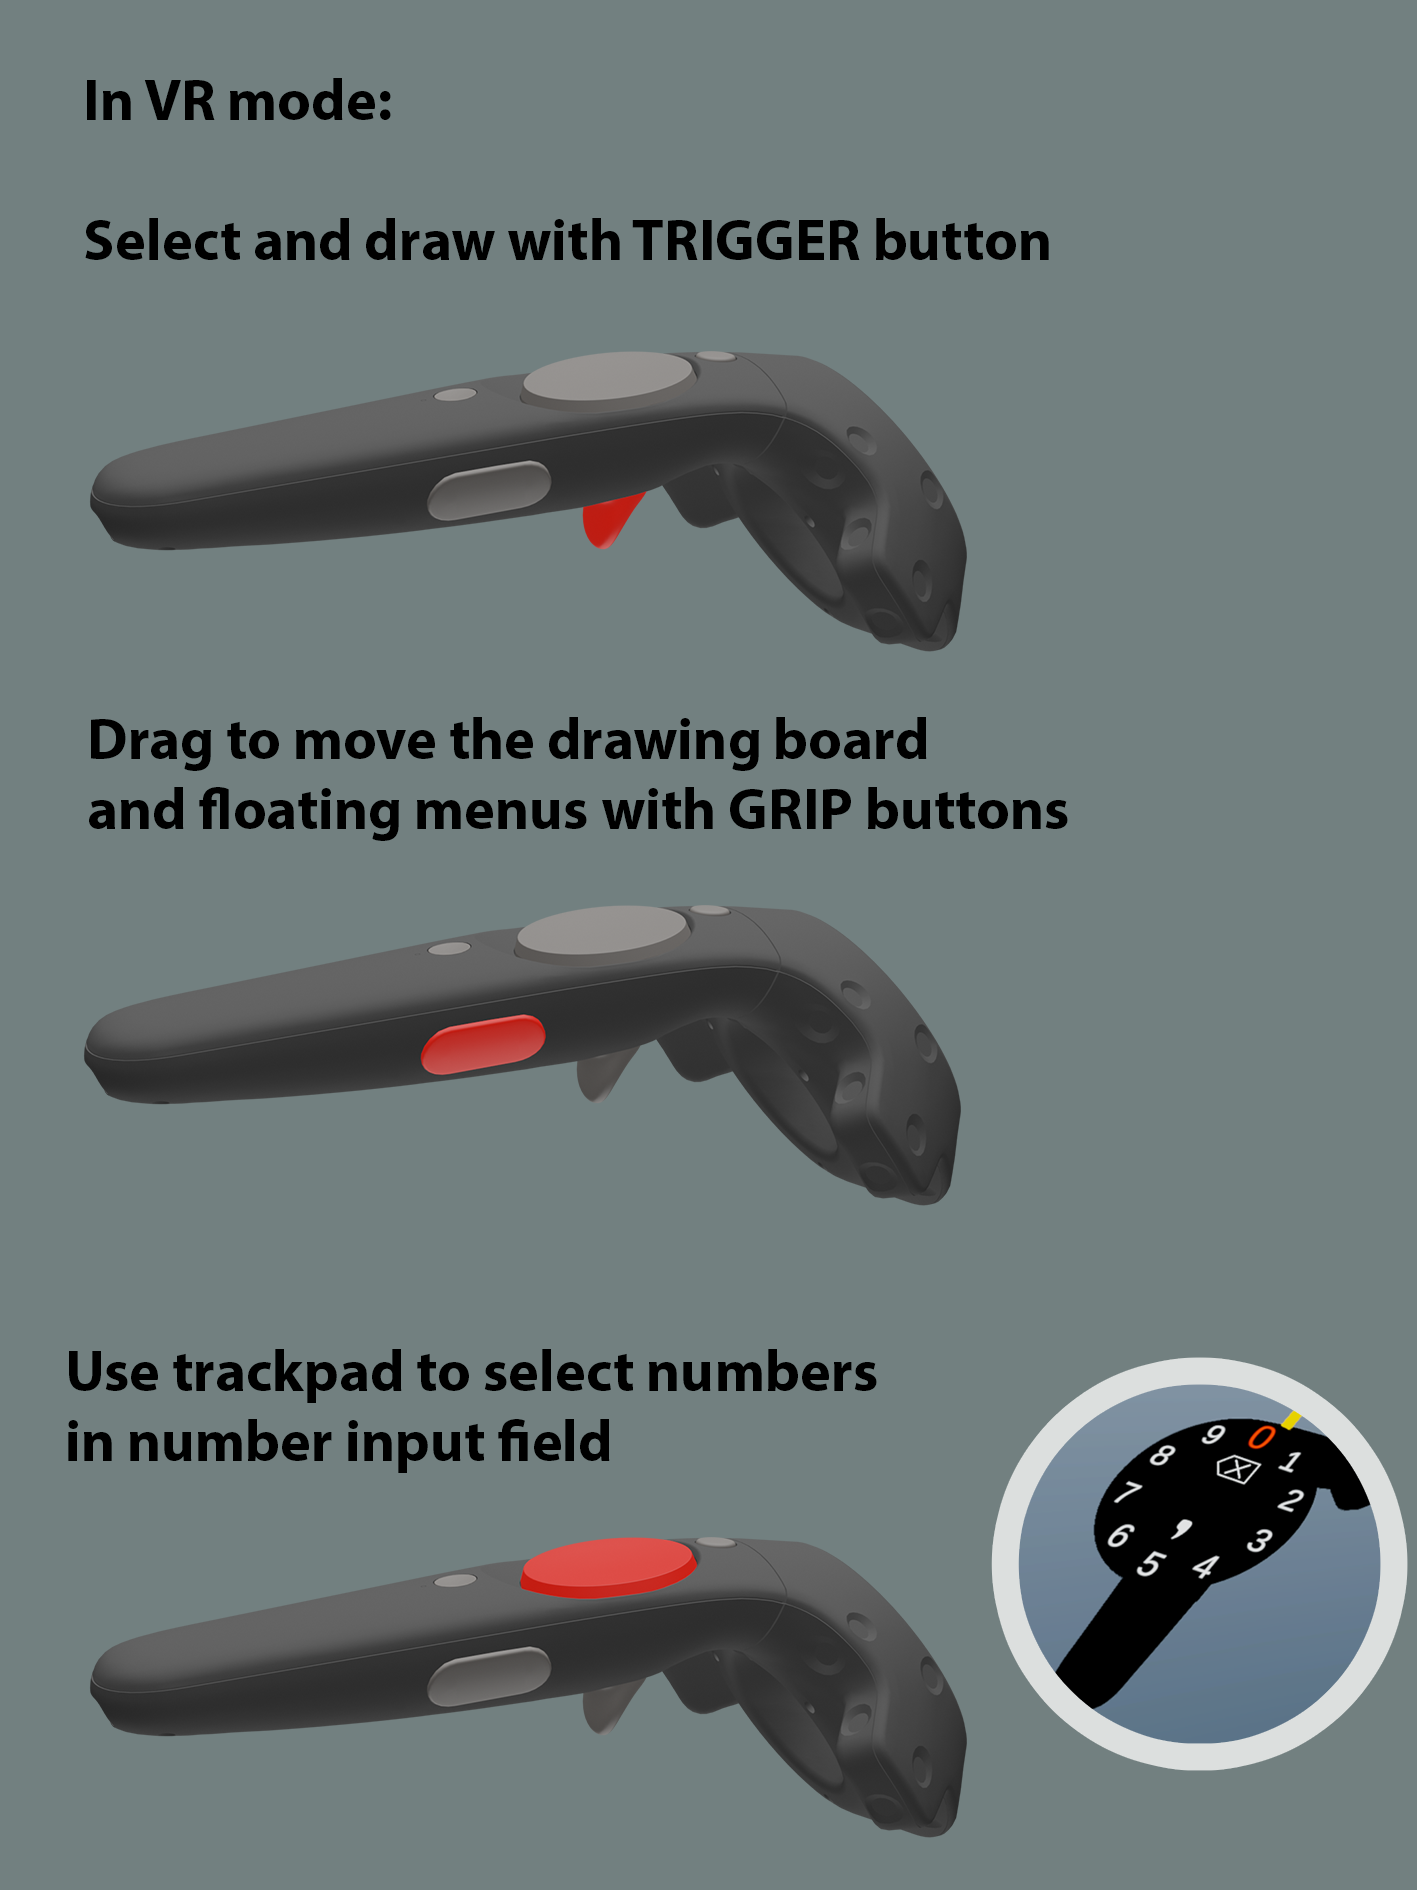 In VR mode:
Select and draw with TRIGGER button
Drag to move the drawing board
and floating menus with GRIP buttons
Use trackpad to select numbers
in number input field
9 0 1
8 X
7 2
6 , 3
5 4